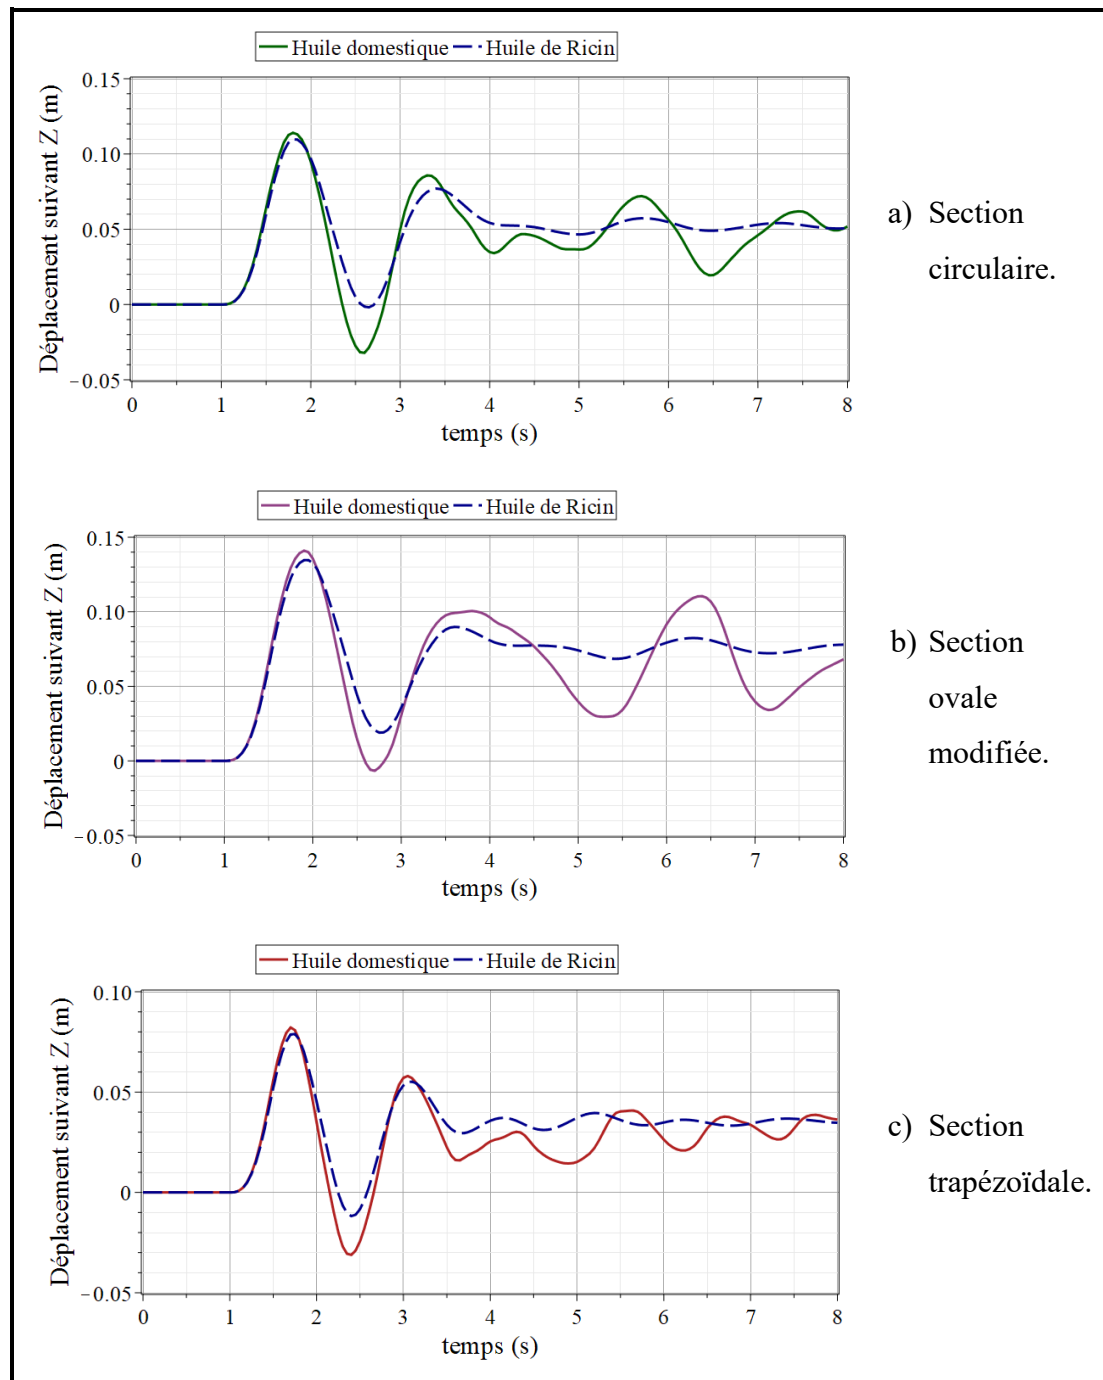 Huile domestique Huile de Ricin
Déplacement suivant Z (m)
0.15
0.10
0.05
0
−0.05
0 1 2 3 4 5 6 7 8
temps (s)
a) Section
circulaire.
Huile domestique Huile de Ricin
Déplacement suivant Z (m)
0.15
0.10
0.05
0
−0.05
0 1 2 3 4 5 6 7 8
temps (s)
b) Section
ovale
modifiée.
Huile domestique Huile de Ricin
Déplacement suivant Z (m)
0.10
0.05
0
−0.05
0 1 2 3 4 5 6 7 8
temps (s)
c) Section
trapézoïdale.